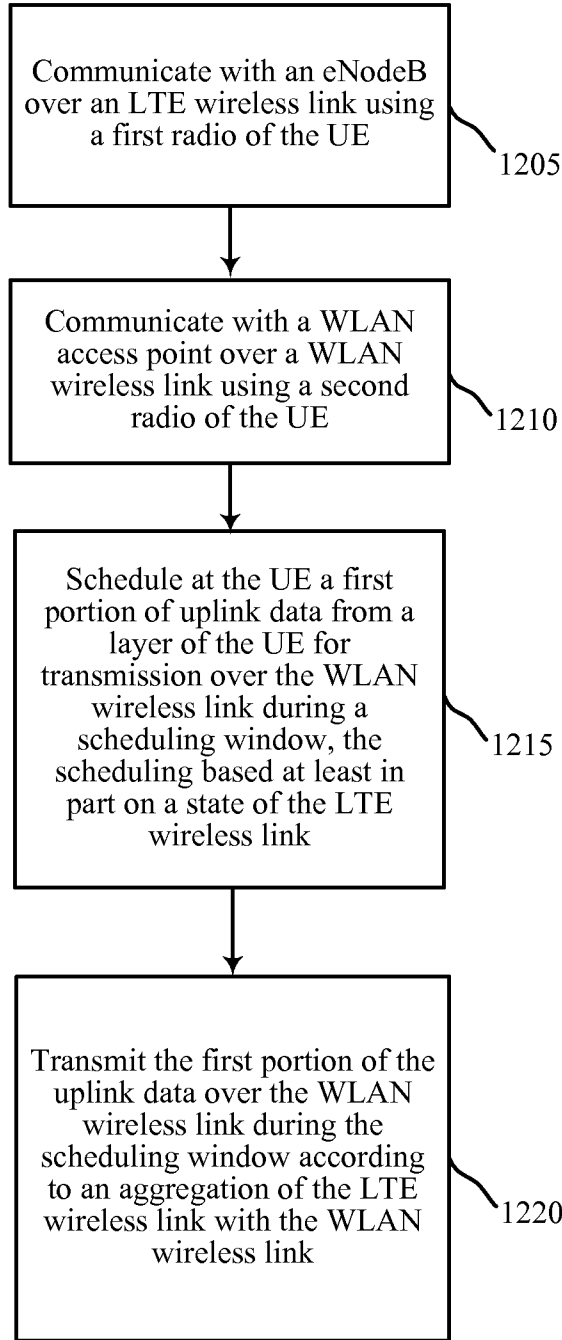 Communicate with an eNodeB
over an LTE wireless link using
a first radio of the UE
1205
Communicate with a WLAN
access point over a WLAN
wireless link using a second
radio of the UE
1210
Schedule at the UE a first
portion of uplink data from a
layer of the UE for
transmission over the WLAN
wireless link during a
scheduling window, the
scheduling based at least in
part on a state of the LTE
wireless link
1215
Transmit the first portion of the
uplink data over the WLAN
wireless link during the
scheduling window according
to an aggregation of the LTE
wireless link with the WLAN
wireless link
1220